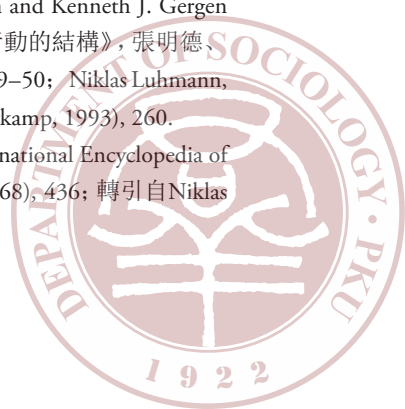 n and Kenneth J. Gergen
動的結構》，張明德、
9–50；Niklas Luhmann,
kamp, 1993), 260.
national Encyclopedia of
68), 436；轉引自Niklas
DEPARTMENT OF SOCIOLOGY · PKU
1922